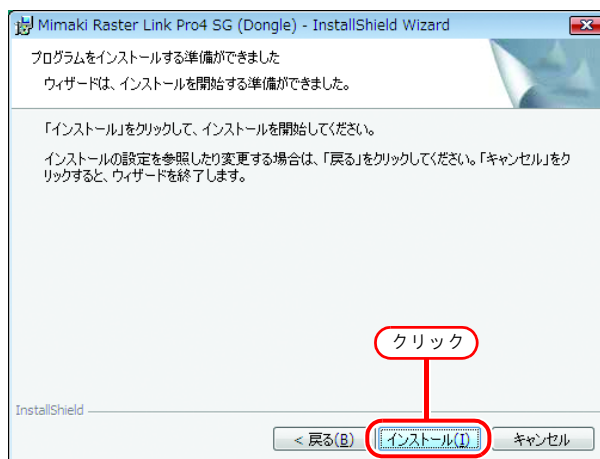 Mimaki Raster Link Pro4 SG (Dongle) - InstallShield Wizard
プログラムをインストールする準備ができました
ウィザードは、インストールを開始する準備ができました。
「インストール」をクリックして、インストールを開始してください。
インストールの設定を参照したり変更する場合は、「戻る」をクリックしてください。「キャンセル」をク
リックすると、ウィザードを終了します。
クリック
InstallShield
< 戻る(B) インストール(I) キャンセル